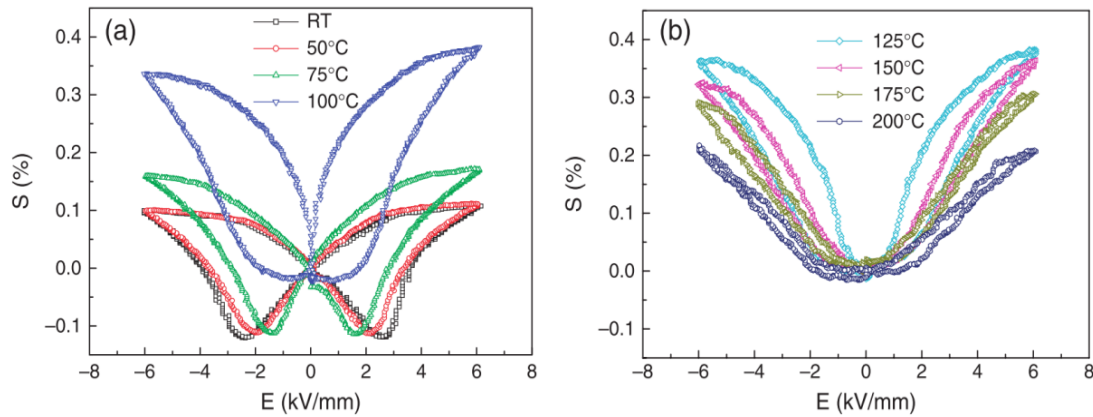 (a)
RT
50°C
75°C
100°C
0.4
0.3
0.2
0.1
0.0
–0.1
S (%)
–8 –6 –4 –2 0 2 4 6 8
E (kV/mm)
(b)
125°C
150°C
175°C
200°C
0.4
0.3
0.2
0.1
0.0
–0.1
S (%)
–8 –6 –4 –2 0 2 4 6 8
E (kV/mm)